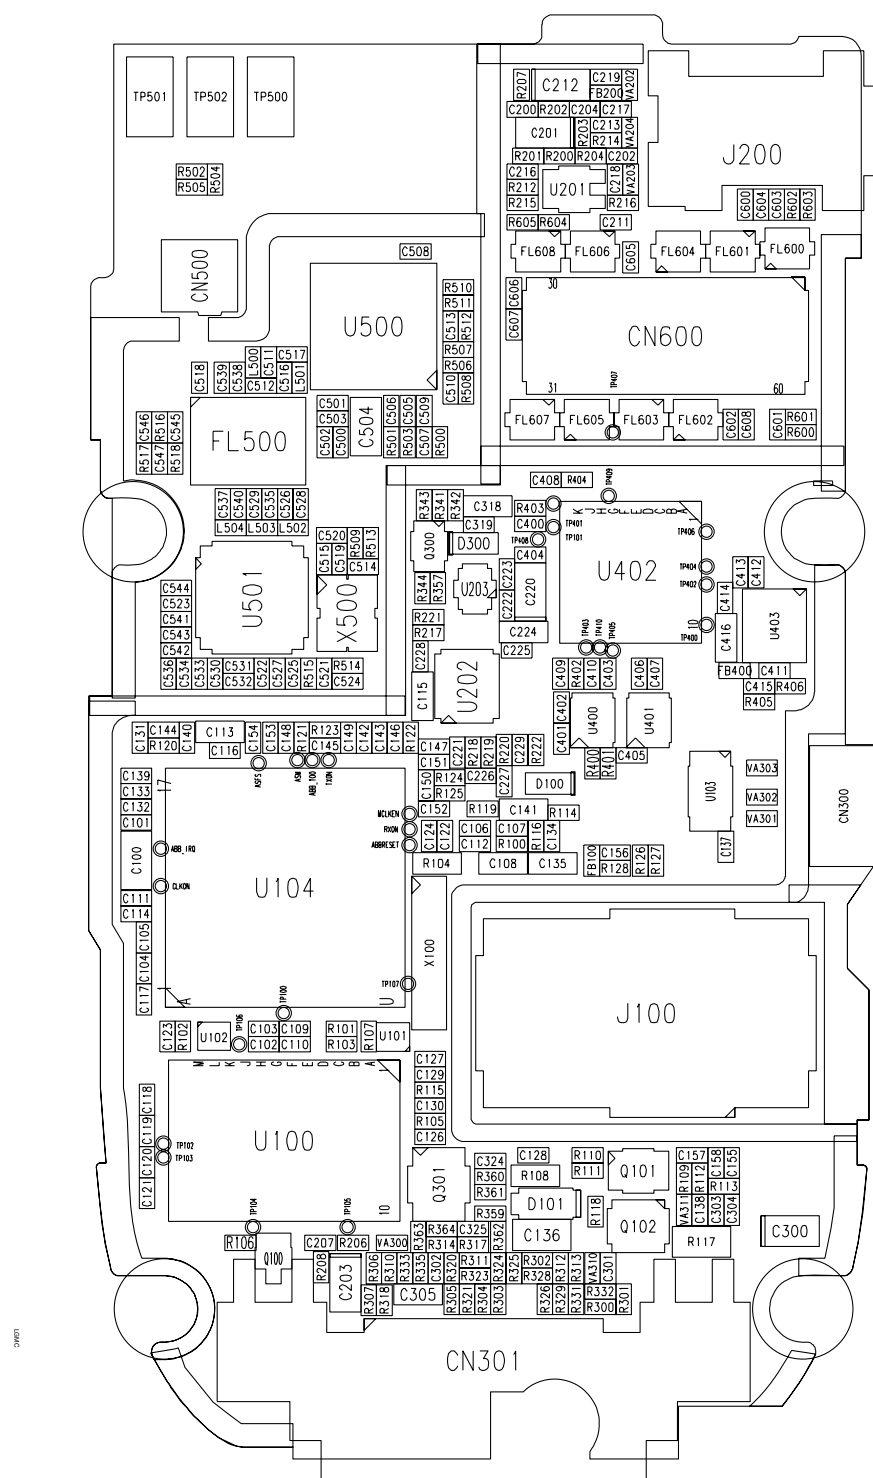 TP501 TP502 TP500
R207
C212
C219
FB200
VA202
C200 R202 C204 C217
C201
R203
C213
R214
VA204
R201 R200 R204 C202
R502
R505
R504
C216
R212
R215
U201
C218
VA203
R216
J200
C600 C604 C603 R602 R603
R605 R604 C211
C508
FL608 FL606 C605 FL604 FL601 FL600
CN500
U500
R510
R511
C513 R512
R507
R506
C510 R508
C606
C607
30
CN600
31
TP407
60
C518 C539 C538 L500 C511 C517
C512 C516 L501
C501
C503
C502 C500
C504
C506 C505 C509
R501 R503 C507 R500
FL607 FL605 FL603 FL602
C602 C608 C601 R601
R600
C546 R516 C545
R517 C547 R518
FL500
C537 C540 C529 C535 C526 C528
L504 L503 L502
R343 R341 R342
C318
C319
C408 R404
TP409
R403
C400
TP401
TP101
TP408
K J H G F E D C B A
1
TP406
C520 R509 R513
C515 C519 C514
Q300
D300
C404
C223
C220
C222
U402
TP404
TP402
C413 C412
C414
U403
C544
C523
C541
C543
C542
U501
X500
R344 R357
U203
R221
R217
C224
C225
TP403 TP410 TP405
10
TP400
C416
FB400 C411
C415 R406
R405
C536 C534 C533 C530 C531
C532 C522 C527 C525 R515 C521 R514
C524
C228
C115
U202
C409 R402 C410 C403 C406 C407
C402
C401
U400
U401
R400 R401
C405
C131 C144
R120 C140
C113
C116
C154 C153 C148 R121 R123
C145 C149 C142 C143 C146 R122
C147
C151
C221 R218 R219 R220 C229 R222
ASFS ASM ABB_100 TXON
C139
C133
C132
C101
17
C150 R124
R125
C226 C227
D100
U103
VA303
VA302
VA301
CN300
MCLKEN
RXON
ABBRESET
C152 R119 C141 R114
C124 C122 C106
C112
C107
R100
R116 C134
C137
C100
ABB_IRQ
CLKON
U104
R104 C108 C135
FB100 C156
R128
R126 R127
C111
C114
C105
C104
C117
1
A
U
X100
TP107
TP100
J100
C123 R102 U102 TP106
C103 C109
C102 C110
R101
R103
R107 U101
M L K J H G F E D C B A
1
C118
C119
C120
C121
TP102
TP103
U100
10
TP104 TP105
C127
C129
R115
C130
R105
C126
Q301
C324
R360
R361
R359
C128
R108
R110
R111
D101
R118
Q101
Q102
C157
R109 R112
C158 C155
R113
VA311 C138 C303 C304
C136
R117
C300
R106
Q100
C207 R206 VA300
R208
C203
R363 R364
R314
C325
R317
R362
R306 R310 R333 R335 C302 R320 R311
R323
R324 R325 R302
R328
R312 R313 VA310 C301
R307 R318 C305 R305 R321 R304 R303
R326 R329 R331 R332
R300
R301
CN301
LGMC